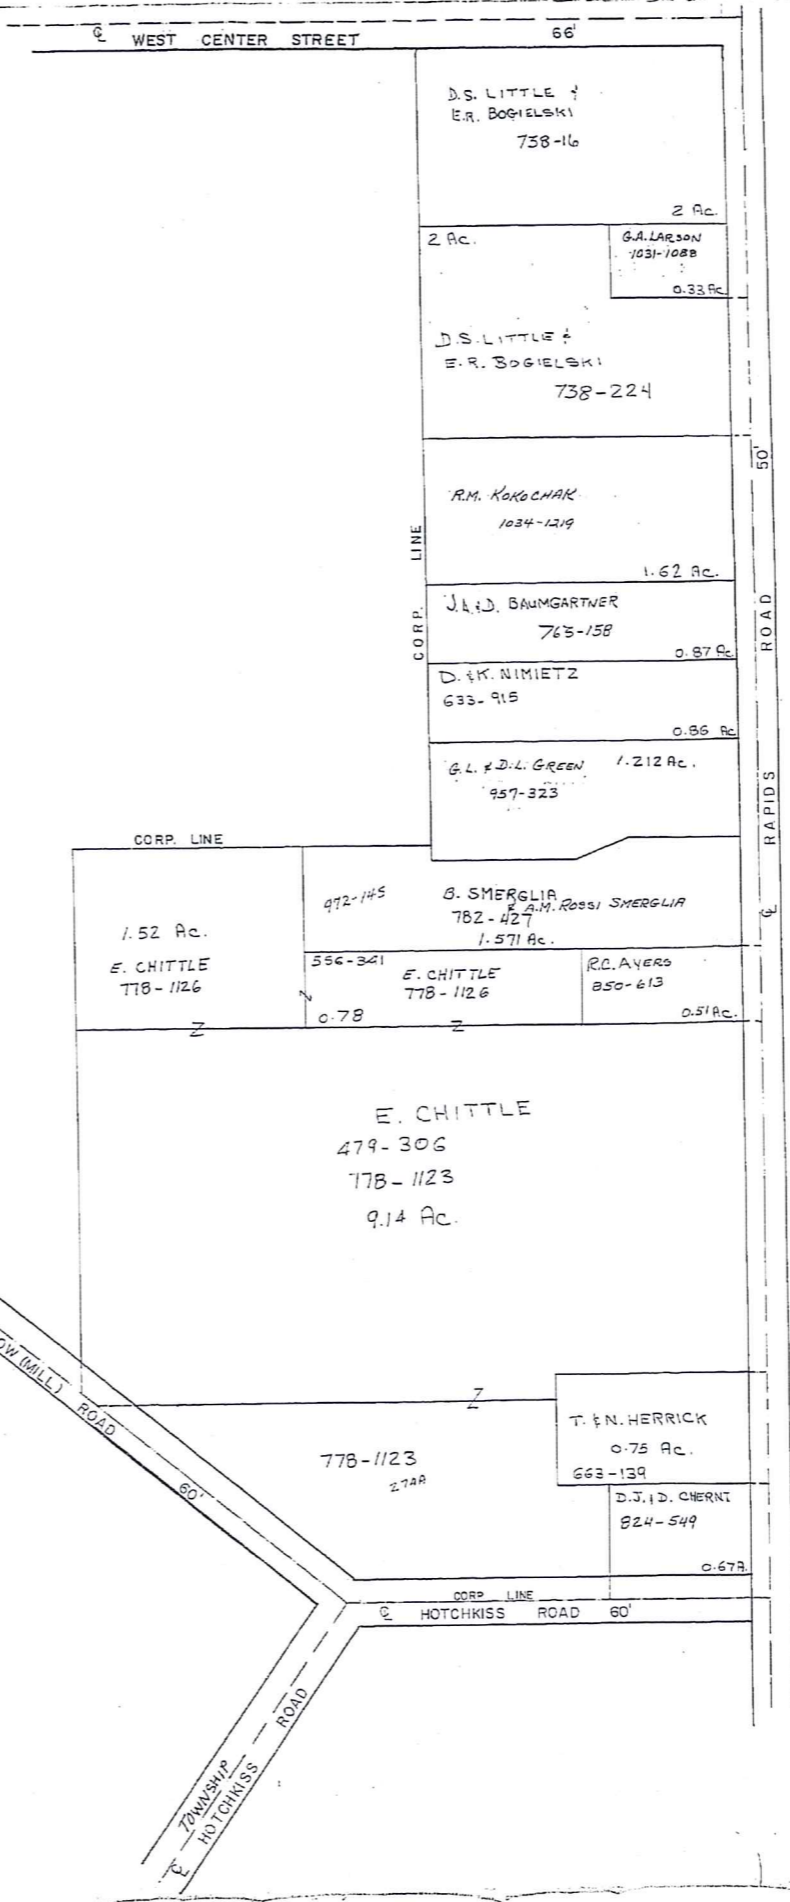 ℄ WEST CENTER STREET 66'
D.S. LITTLE &
E.R. BOGIELSKI
738-16
2 Ac.
2 Ac.
G.A. LARSON
1031-1088
0.33 Ac
D.S. LITTLE &
E.R. BOGIELSKI
738-224
50'
R.M. KOKOCHAK
1034-1219
1.62 Ac.
CORP. LINE
J.A. & D. BAUMGARTNER
765-158
0.87 Ac
ROAD
D. & K. NIMIETZ
633-915
0.86 Ac
G.L. & D.L. GREEN 1.212 Ac.
957-323
RAPIDS
CORP. LINE
972-145
B. SMERGLIA
& A.M. ROSSI SMERGLIA
782-427
1.571 Ac.
℄
1.52 Ac.
E. CHITTLE
778-1126
556-341
E. CHITTLE
778-1126
0.78
R.C. AYERS
850-613
0.51 Ac.
Z
Z
Z
E. CHITTLE
479-306
778-1123
9.14 Ac.
OW (MILL) ROAD
60'
Z
T. & N. HERRICK
0.75 Ac.
663-139
778-1123
D.J. & D. CHERNI
824-549
0.67A.
CORP LINE
℄ HOTCHKISS ROAD 60'
TOWNSHIP
℄ HOTCHKISS ROAD